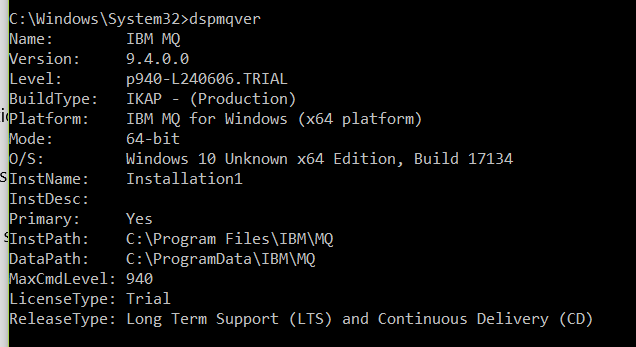 C:\Windows\System32>dspmqver
Name:        IBM MQ
Version:     9.4.0.0
Level:       p940-L240606.TRIAL
BuildType:   IKAP - (Production)
Platform:    IBM MQ for Windows (x64 platform)
Mode:        64-bit
O/S:         Windows 10 Unknown x64 Edition, Build 17134
InstName:    Installation1
InstDesc:
Primary:     Yes
InstPath:    C:\Program Files\IBM\MQ
DataPath:    C:\ProgramData\IBM\MQ
MaxCmdLevel: 940
LicenseType: Trial
ReleaseType: Long Term Support (LTS) and Continuous Delivery (CD)